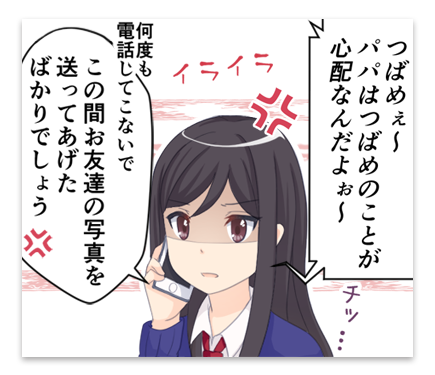 つばめぇ～
パパはつばめのことが
心配なんだよぉ～
イライラ
何度も
電話してこないで
この間お友達の写真を
送ってあげた
ばかりでしょう
チッ…